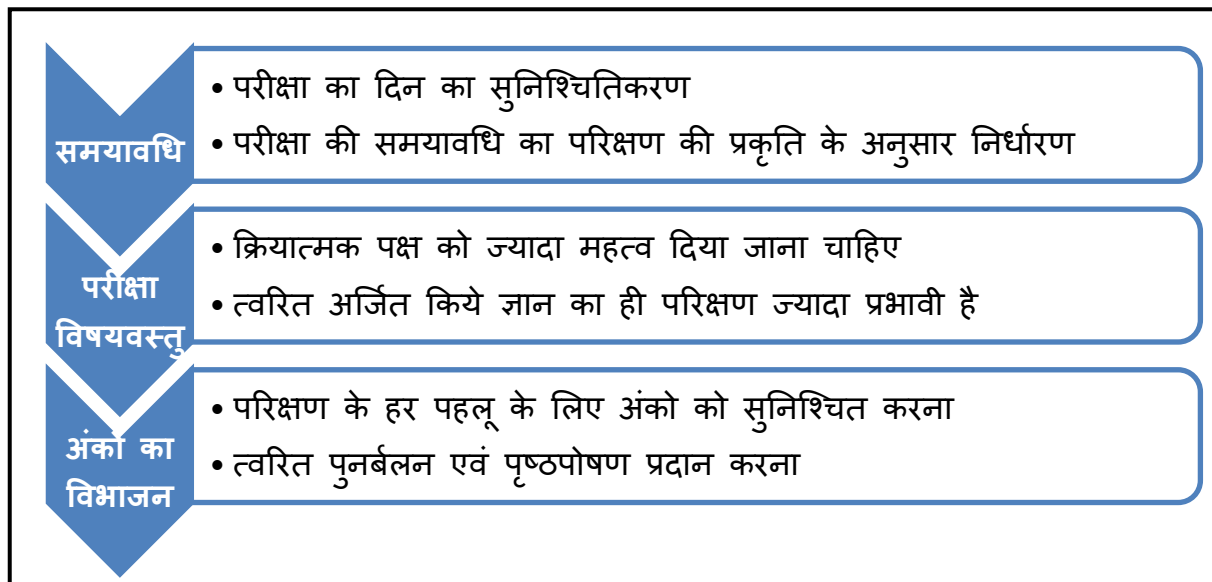 समयावधि
• परीक्षा का दिन का सुनिश्चितिकरण
• परीक्षा की समयावधि का परिक्षण की प्रकृति के अनुसार निर्धारण
परीक्षा
विषयवस्तु
• क्रियात्मक पक्ष को ज्यादा महत्व दिया जाना चाहिए
• त्वरित अर्जित किये ज्ञान का ही परिक्षण ज्यादा प्रभावी है
अंको का
विभाजन
• परिक्षण के हर पहलू के लिए अंको को सुनिश्चित करना
• त्वरित पुनर्बलन एवं पृष्ठपोषण प्रदान करना